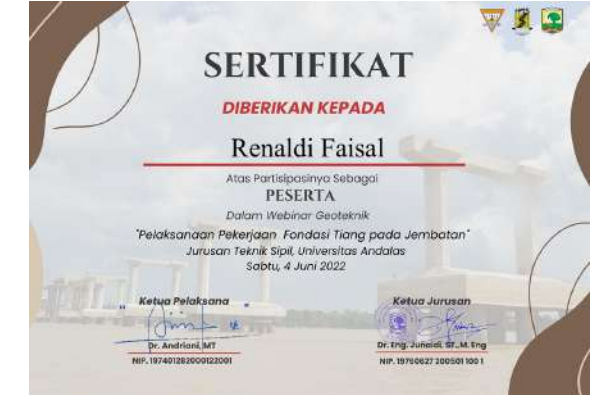 SERTIFIKAT
DIBERIKAN KEPADA
Renaldi Faisal
Atas Partisipasinya Sebagai
PESERTA
Dalam Webinar Geoteknik
"Pelaksanaan Pekerjaan Fondasi Tiang pada Jembatan"
Jurusan Teknik Sipil, Universitas Andalas
Sabtu, 4 Juni 2022
Ketua Pelaksana
Dr. Andriani, MT
NIP. 197401282000122001
Ketua Jurusan
Dr. Eng. Junaidi, ST., M. Eng
NIP. 19760627 200501 100 1